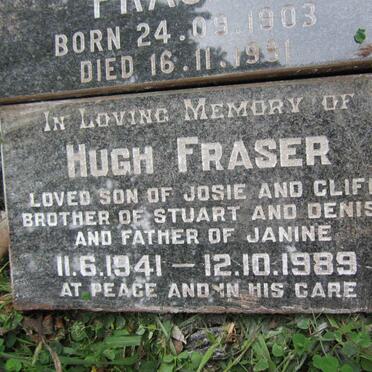 FRAS
BORN 24.09.1903
DIED 16.11.1981
IN LOVING MEMORY OF
HUGH FRASER
LOVED SON OF JOSIE AND CLIFF
BROTHER OF STUART AND DENIS
AND FATHER OF JANINE
11.6.1941 – 12.10.1989
AT PEACE AND IN HIS CARE